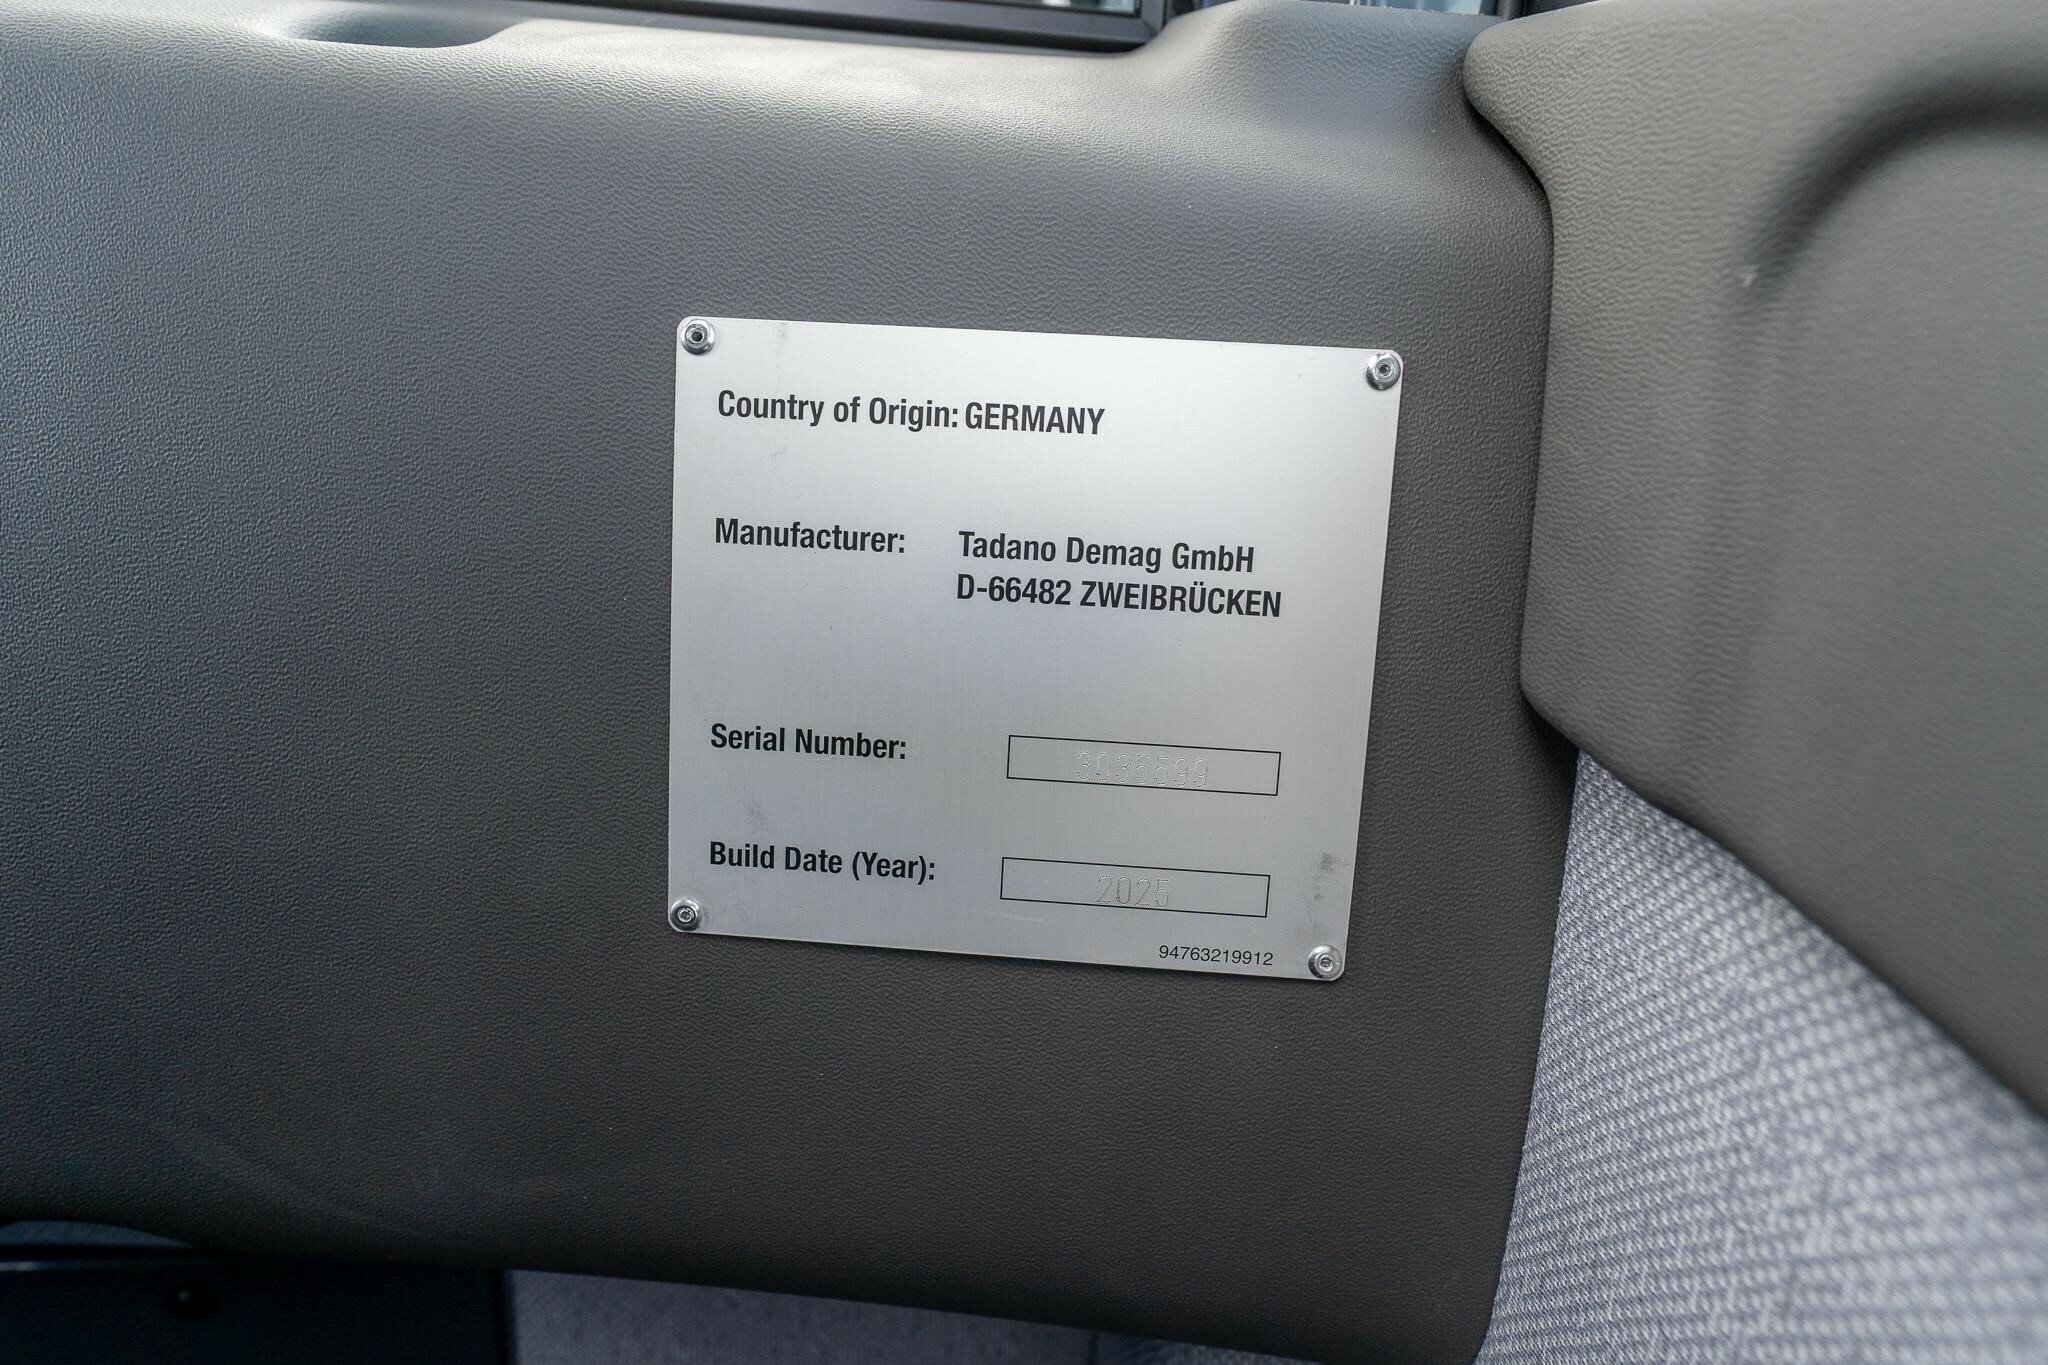 Country of Origin: GERMANY
Manufacturer: Tadano Demag GmbH
D-66482 ZWEIBRÜCKEN
Serial Number: 3035599
Build Date (Year): 2025
94763219912